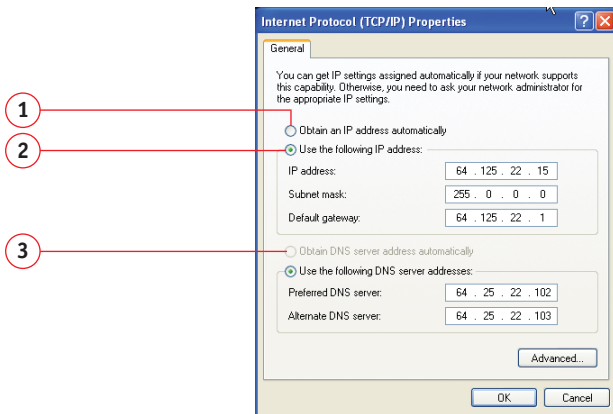 Internet Protocol (TCP/IP) Properties
General
You can get IP settings assigned automatically if your network supports
this capability. Otherwise, you need to ask your network administrator for
the appropriate IP settings.
1
Obtain an IP address automatically
2
Use the following IP address:
IP address: 64 . 125 . 22 . 15
Subnet mask: 255 . 0 . 0 . 0
Default gateway: 64 . 125 . 22 . 1
3
Obtain DNS server address automatically
Use the following DNS server addresses:
Preferred DNS server: 64 . 25 . 22 . 102
Alternate DNS server: 64 . 25 . 22 . 103
Advanced...
OK Cancel